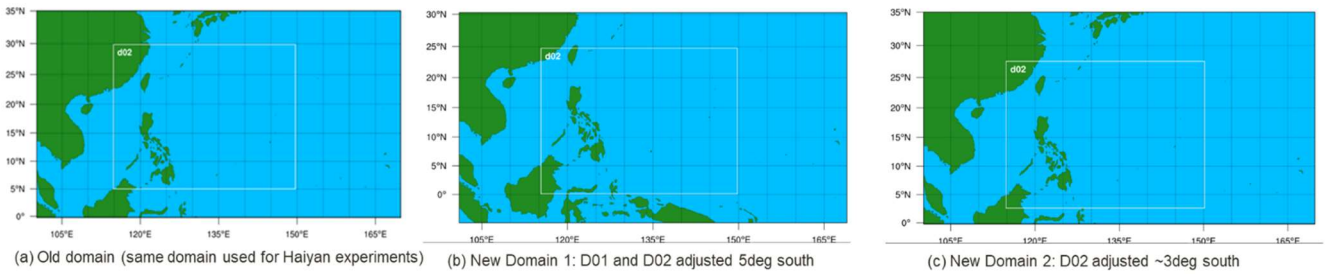 35°N
30°N
25°N
20°N
15°N
10°N
5°N
0°
d02
105°E
120°E
135°E
150°E
165°E
(a) Old domain (same domain used for Haiyan experiments)
30°N
25°N
20°N
15°N
10°N
5°N
0°
d02
105°E
120°E
135°E
150°E
165°E
(b) New Domain 1: D01 and D02 adjusted 5deg south
35°N
30°N
25°N
20°N
15°N
10°N
5°N
0°
d02
105°E
120°E
135°E
150°E
165°E
(c) New Domain 2: D02 adjusted ~3deg south